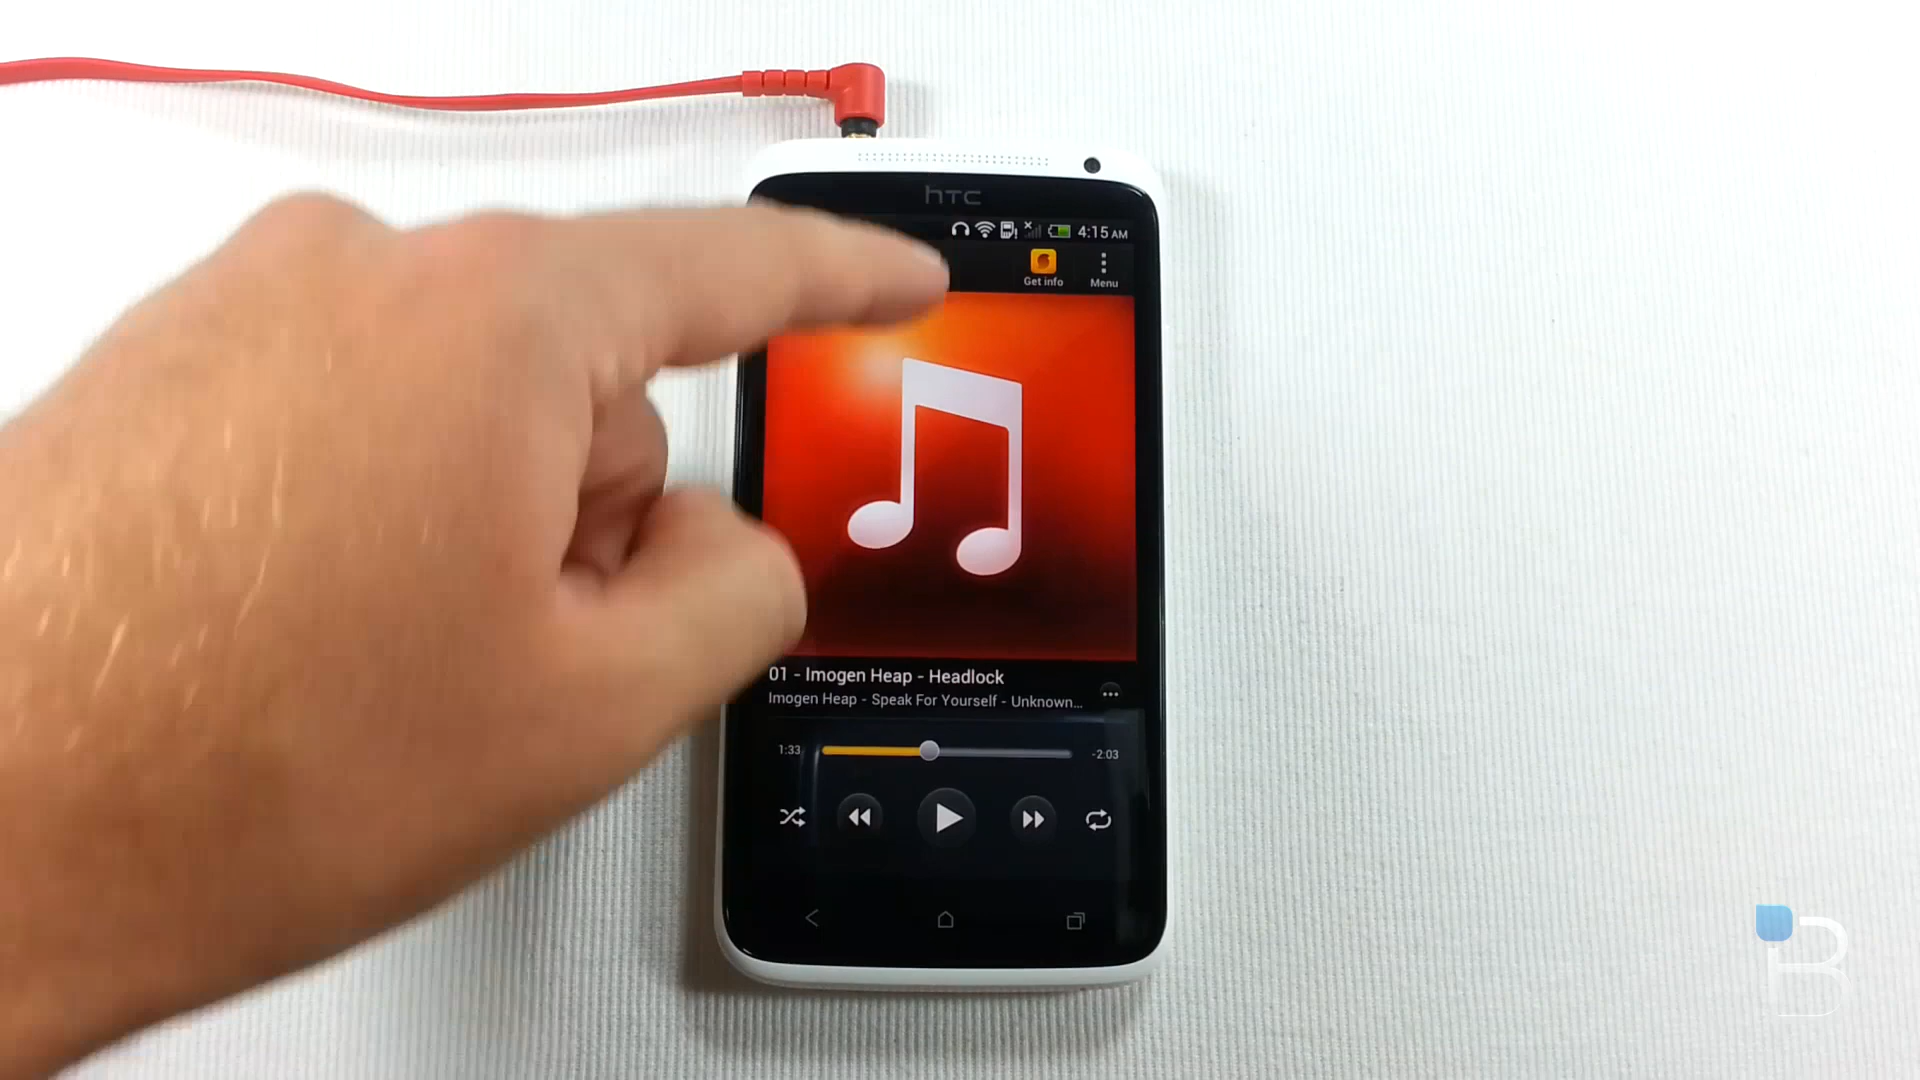 hTC
4:15 AM
Get info
Menu
01 - Imogen Heap - Headlock
Imogen Heap - Speak For Yourself - Unknown...
1:33
-2:03
B